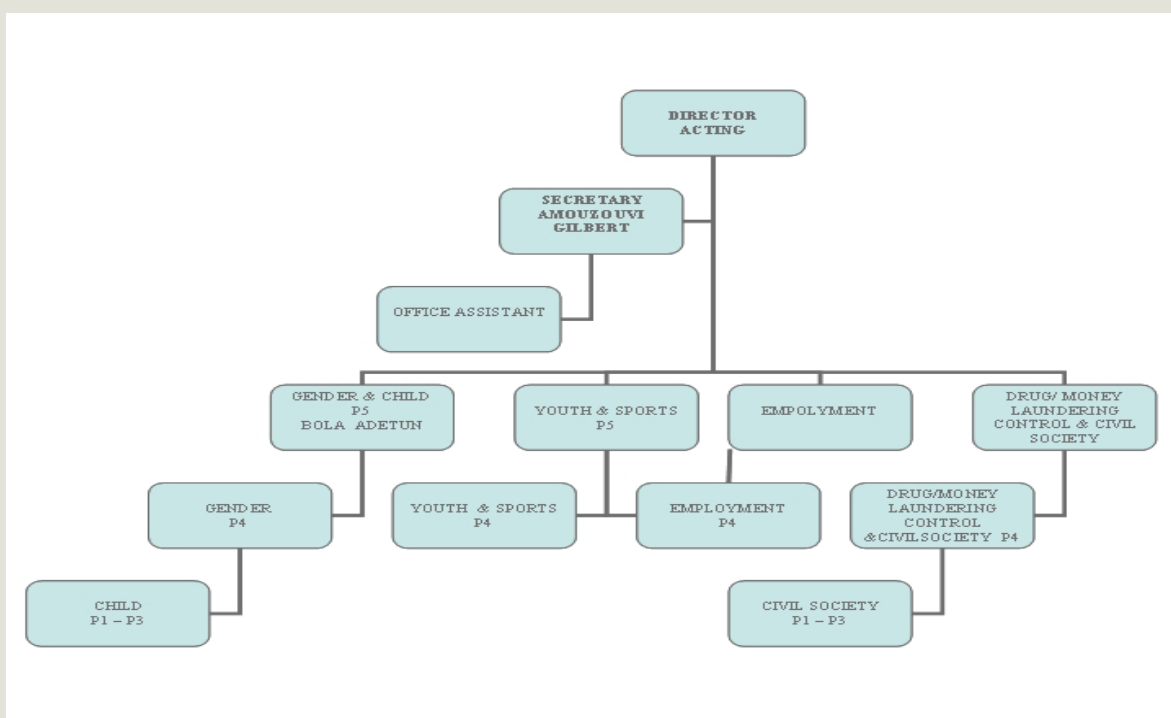 DIRECTOR
ACTING
SECRETARY
AMOUZOUVI
GILBERT
OFFICE ASSISTANT
GENDER & CHILD
P5
BOLA ADETUN
YOUTH & SPORTS
P5
EMPOLYMENT
DRUG/ MONEY
LAUNDERING
CONTROL & CIVIL
SOCIETY
GENDER
P4
YOUTH & SPORTS
P4
EMPLOYMENT
P4
DRUG/MONEY
LAUNDERING
CONTROL
&CIVILSOCIETY P4
CHILD
P1 – P3
CIVIL SOCIETY
P1 – P3